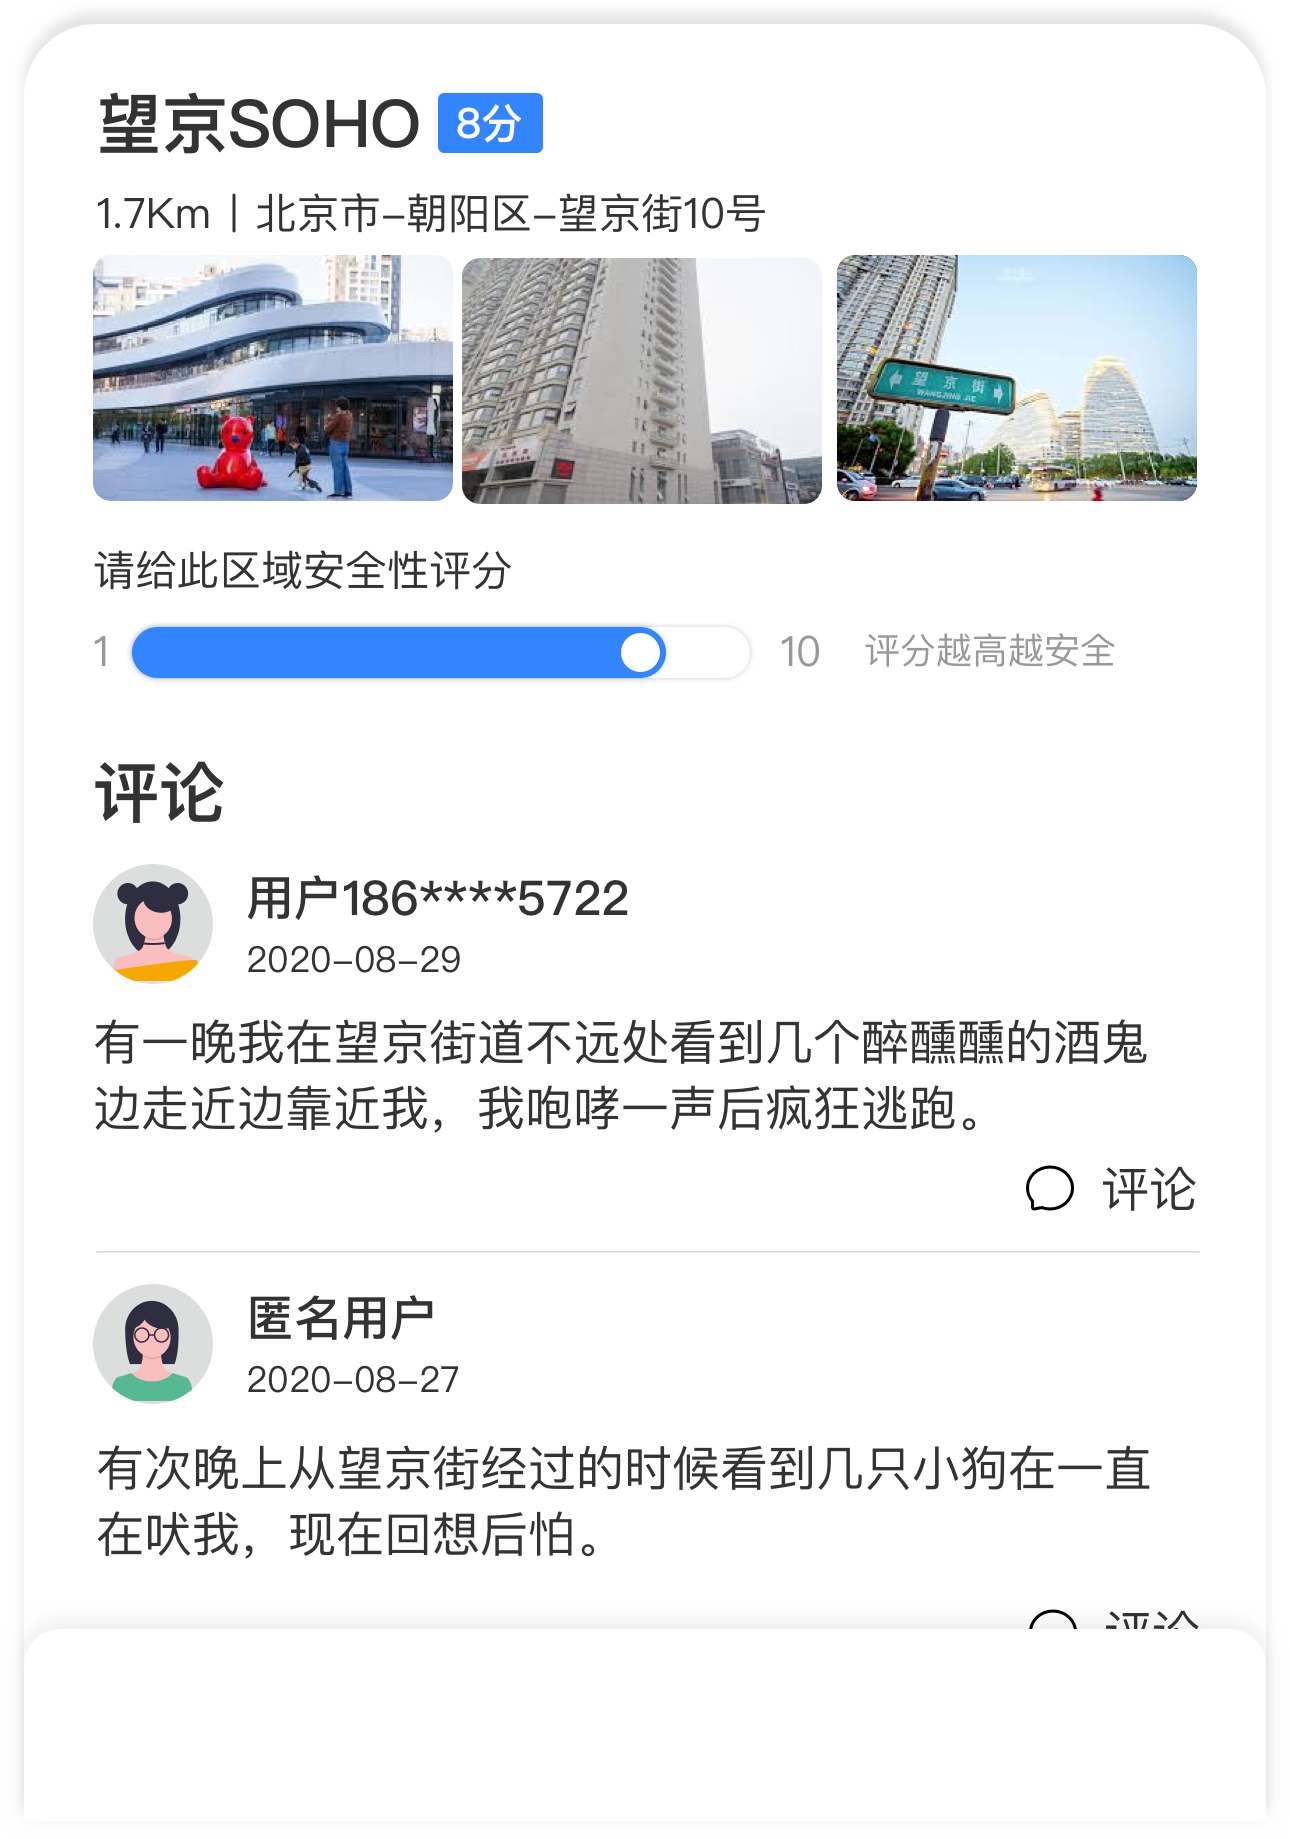 望京SOHO 8分
1.7Km丨北京市–朝阳区–望京街10号
望京街
WANGJING JIE
请给此区域安全性评分
1 10 评分越高越安全
评论
用户186****5722
2020–08–29
有一晚我在望京街道不远处看到几个醉醺醺的酒鬼
边走近边靠近我，我咆哮一声后疯狂逃跑。
评论
匿名用户
2020–08–27
有次晚上从望京街经过的时候看到几只小狗在一直
在吠我，现在回想后怕。
评论